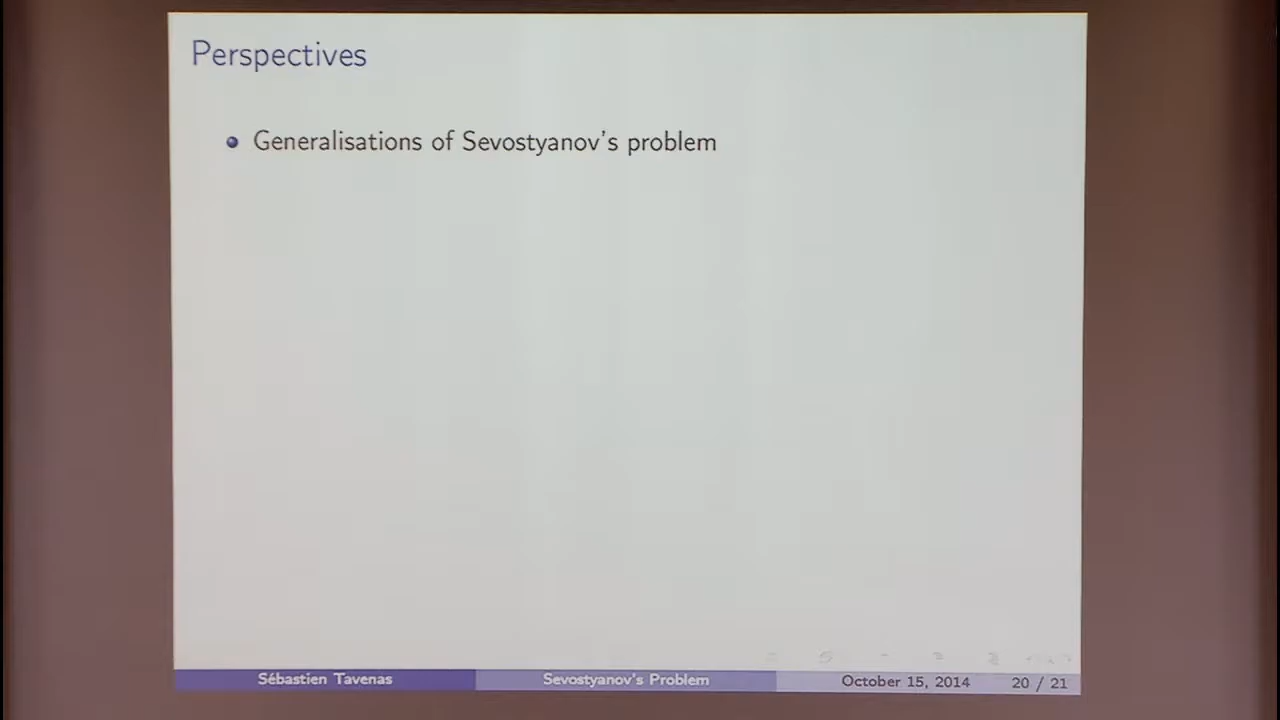 Perspectives
Generalisations of Sevostyanov's problem
Sébastien Tavenas Sevostyanov's Problem October 15, 2014 20 / 21